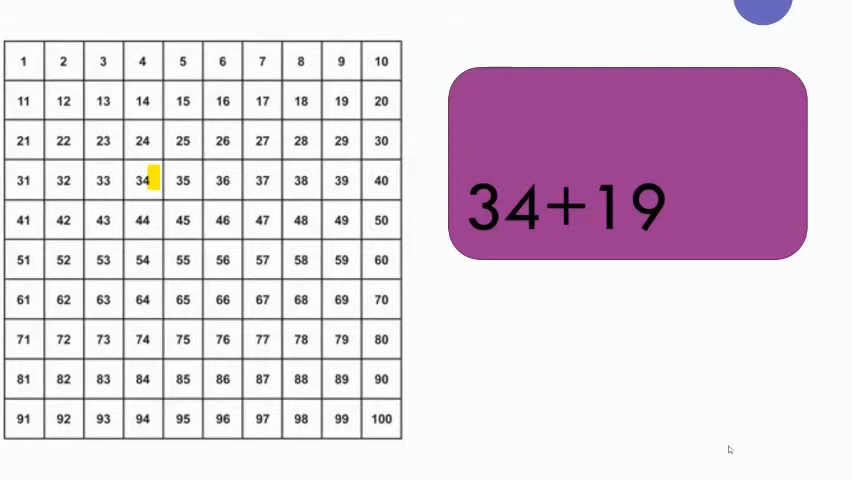 1 2 3 4 5 6 7 8 9 10
11 12 13 14 15 16 17 18 19 20
21 22 23 24 25 26 27 28 29 30
31 32 33 34 35 36 37 38 39 40
41 42 43 44 45 46 47 48 49 50
51 52 53 54 55 56 57 58 59 60
61 62 63 64 65 66 67 68 69 70
71 72 73 74 75 76 77 78 79 80
81 82 83 84 85 86 87 88 89 90
91 92 93 94 95 96 97 98 99 100
34+19